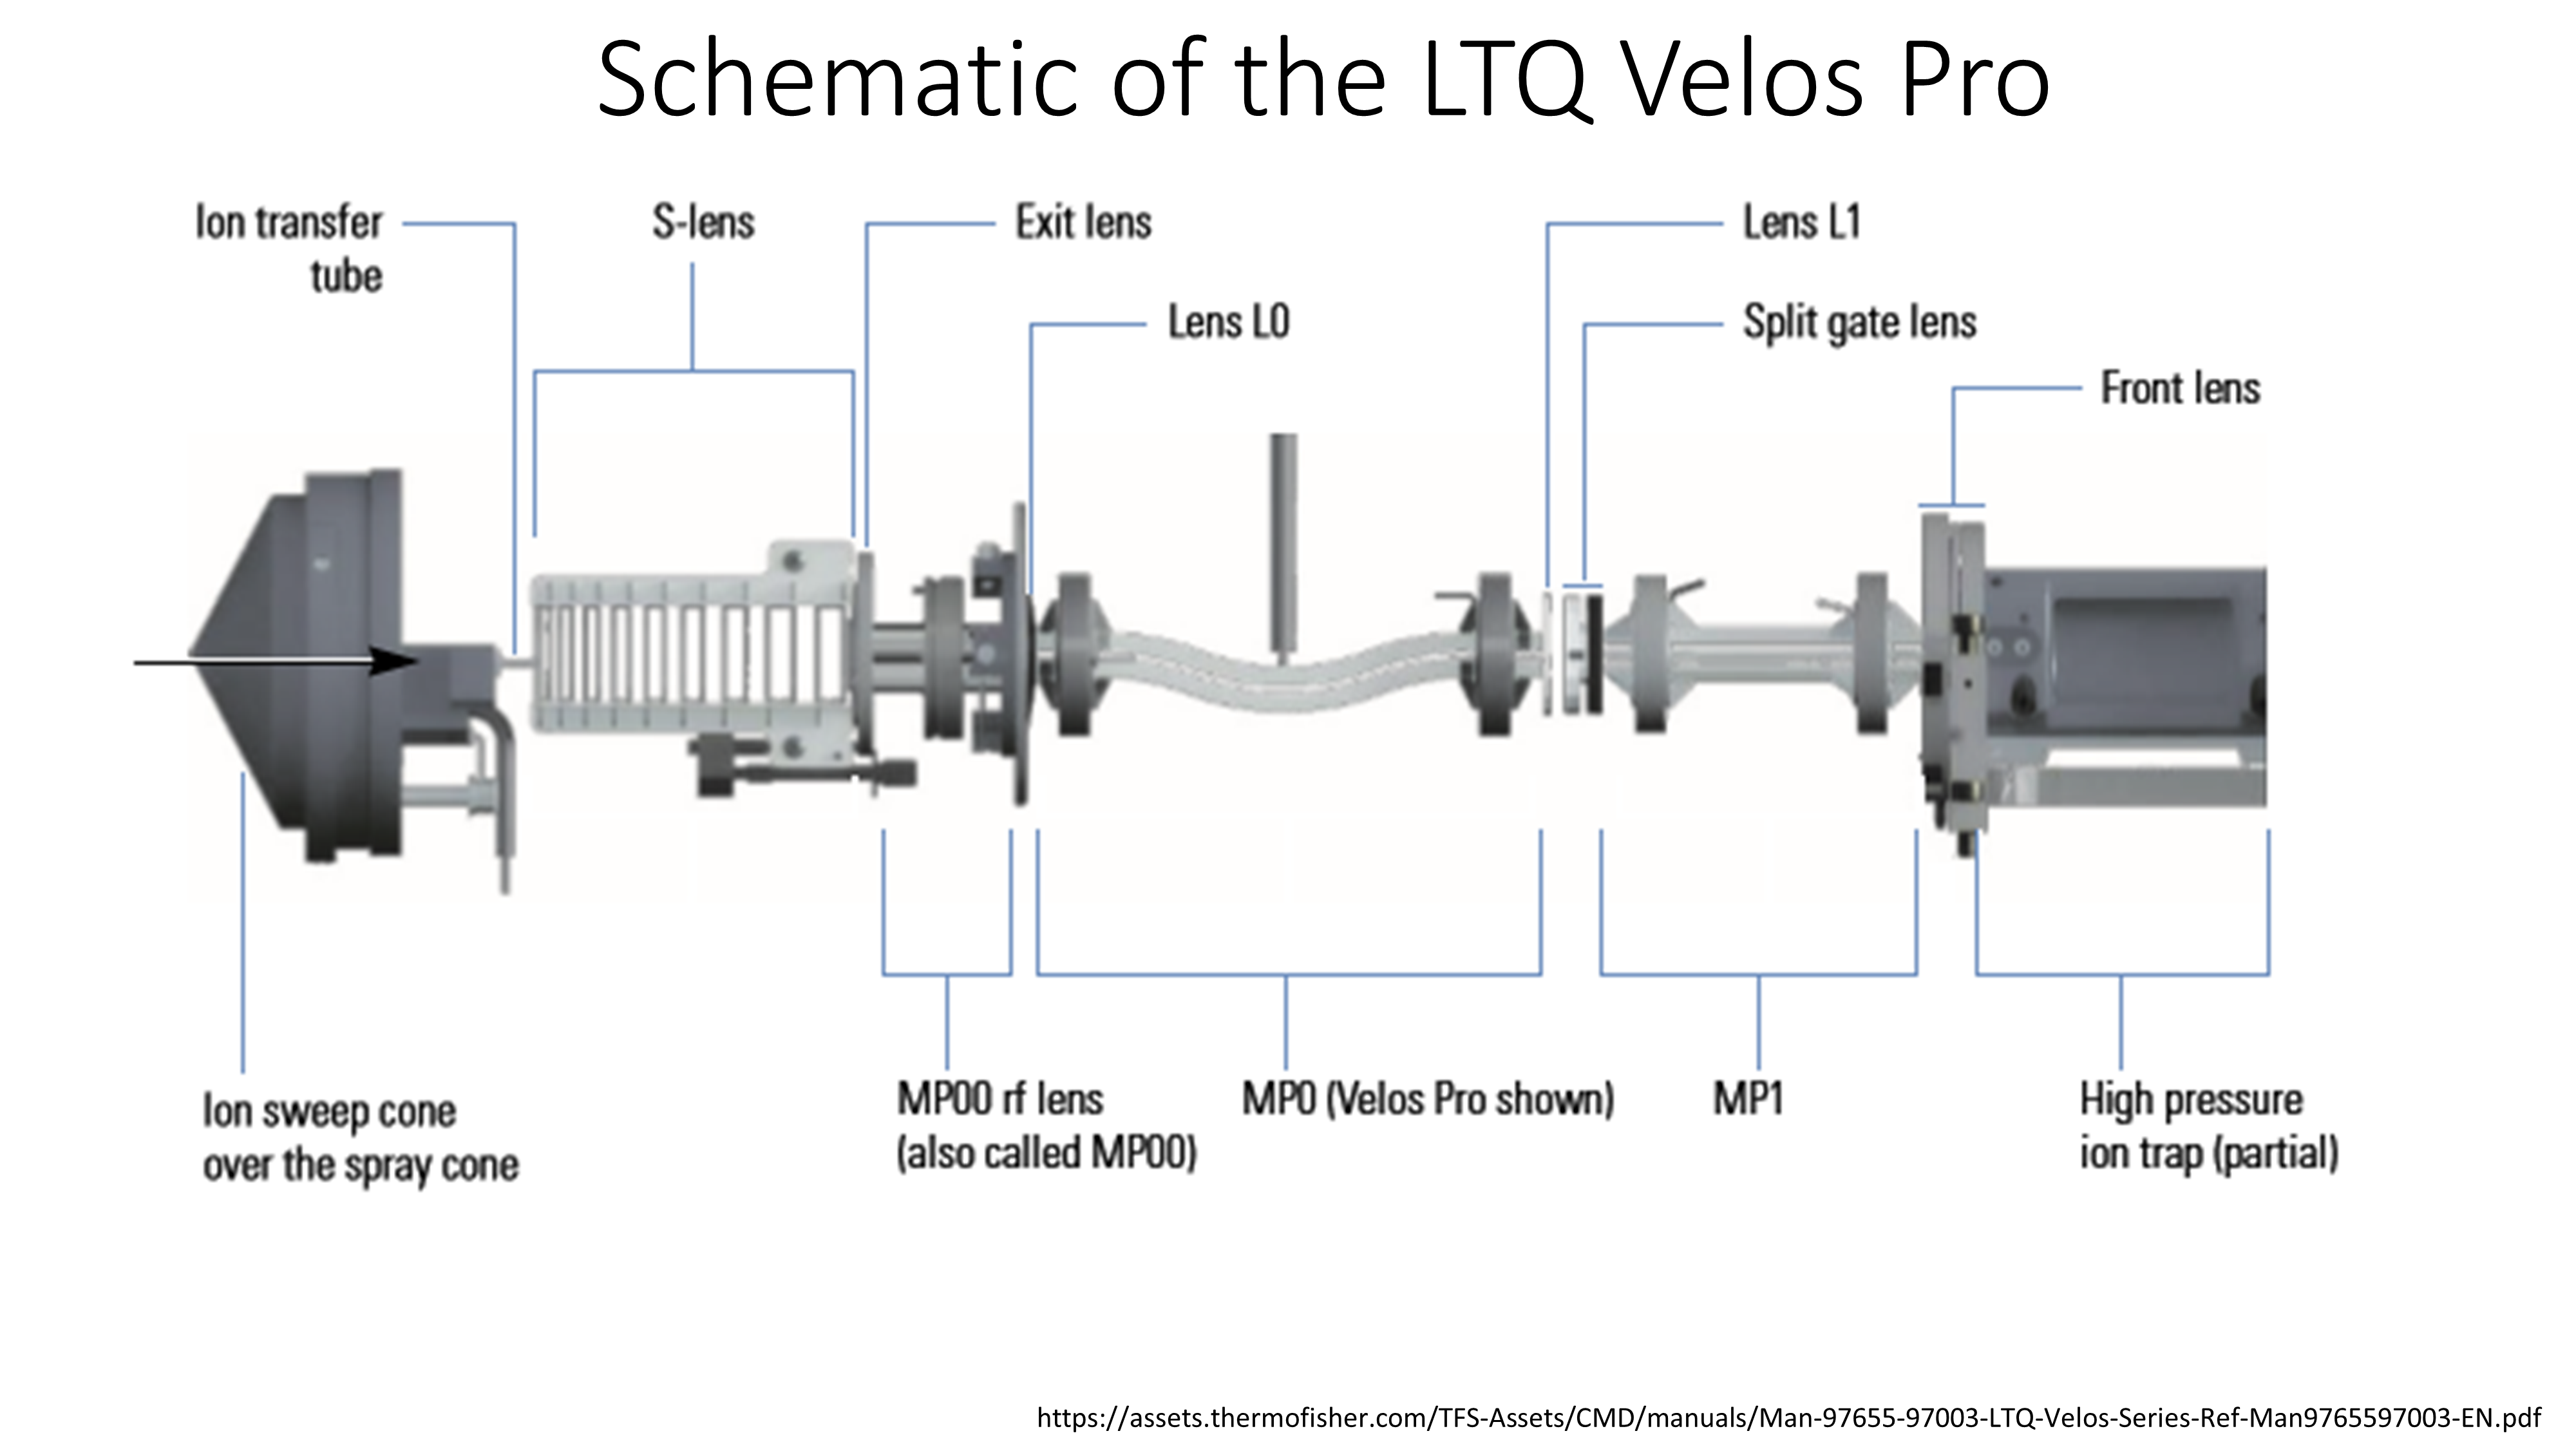 Schematic of the LTQ Velos Pro
Ion transfer
tube
S-lens
Exit lens
Lens L0
Lens L1
Split gate lens
Front lens
Ion sweep cone
over the spray cone
MP00 rf lens
(also called MP00)
MP0 (Velos Pro shown)
MP1
High pressure
ion trap (partial)
https://assets.thermofisher.com/TFS-Assets/CMD/manuals/Man-97655-97003-LTQ-Velos-Series-Ref-Man9765597003-EN.pdf